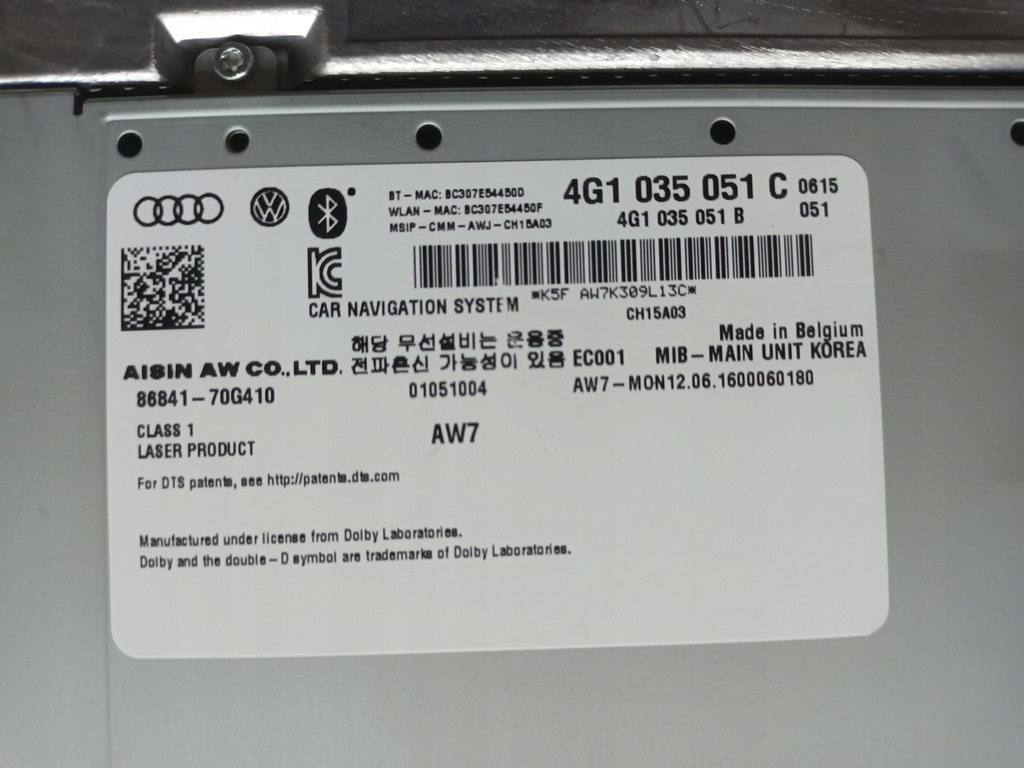 BT-MAC: BC307E54450D
WLAN-MAC: BC307E54450F
MSIP-CMM-AWJ-CH15A03
4G1 035 051 C 0615
4G1 035 051 B 051
*K5F AW7K309L13C*
CAR NAVIGATION SYSTEM
CH15A03
Made in Belgium
해당 무선설비는 운용중
전파혼신 가능성이 있음 EC001
MIB-MAIN UNIT KOREA
AISIN AW CO.,LTD.
86841-70G410
01051004
AW7-MON12.06.1600060180
CLASS 1
LASER PRODUCT
AW7
For DTS patents, see http://patents.dts.com
Manufactured under license from Dolby Laboratories.
Dolby and the double-D symbol are trademarks of Dolby Laboratories.